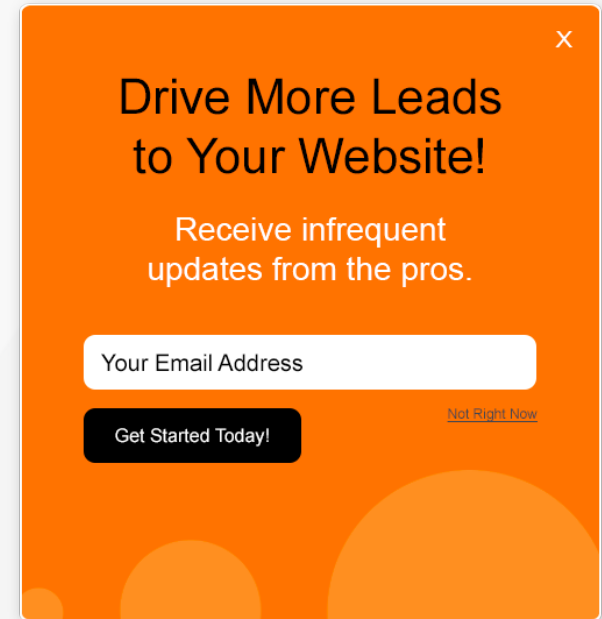 X
Drive More Leads
to Your Website!
Receive infrequent
updates from the pros.
Your Email Address
Not Right Now
Get Started Today!